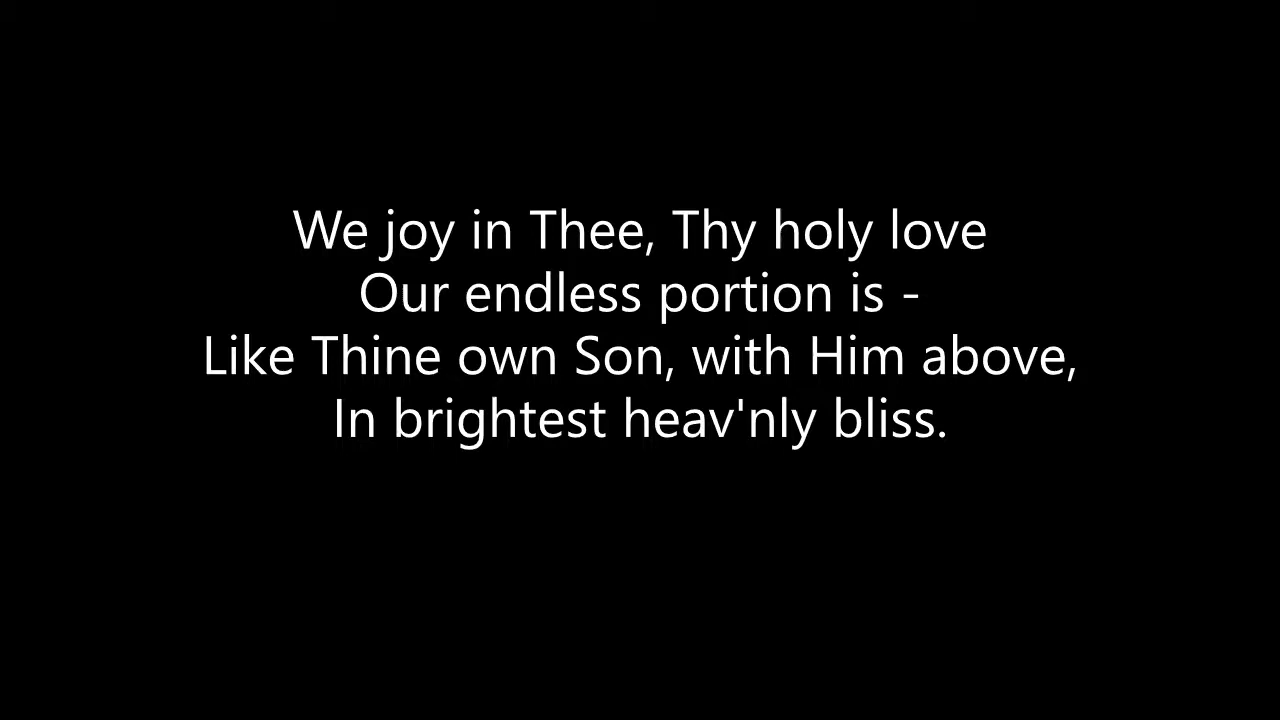 We joy in Thee, Thy holy love
Our endless portion is -
Like Thine own Son, with Him above,
In brightest heav'nly bliss.